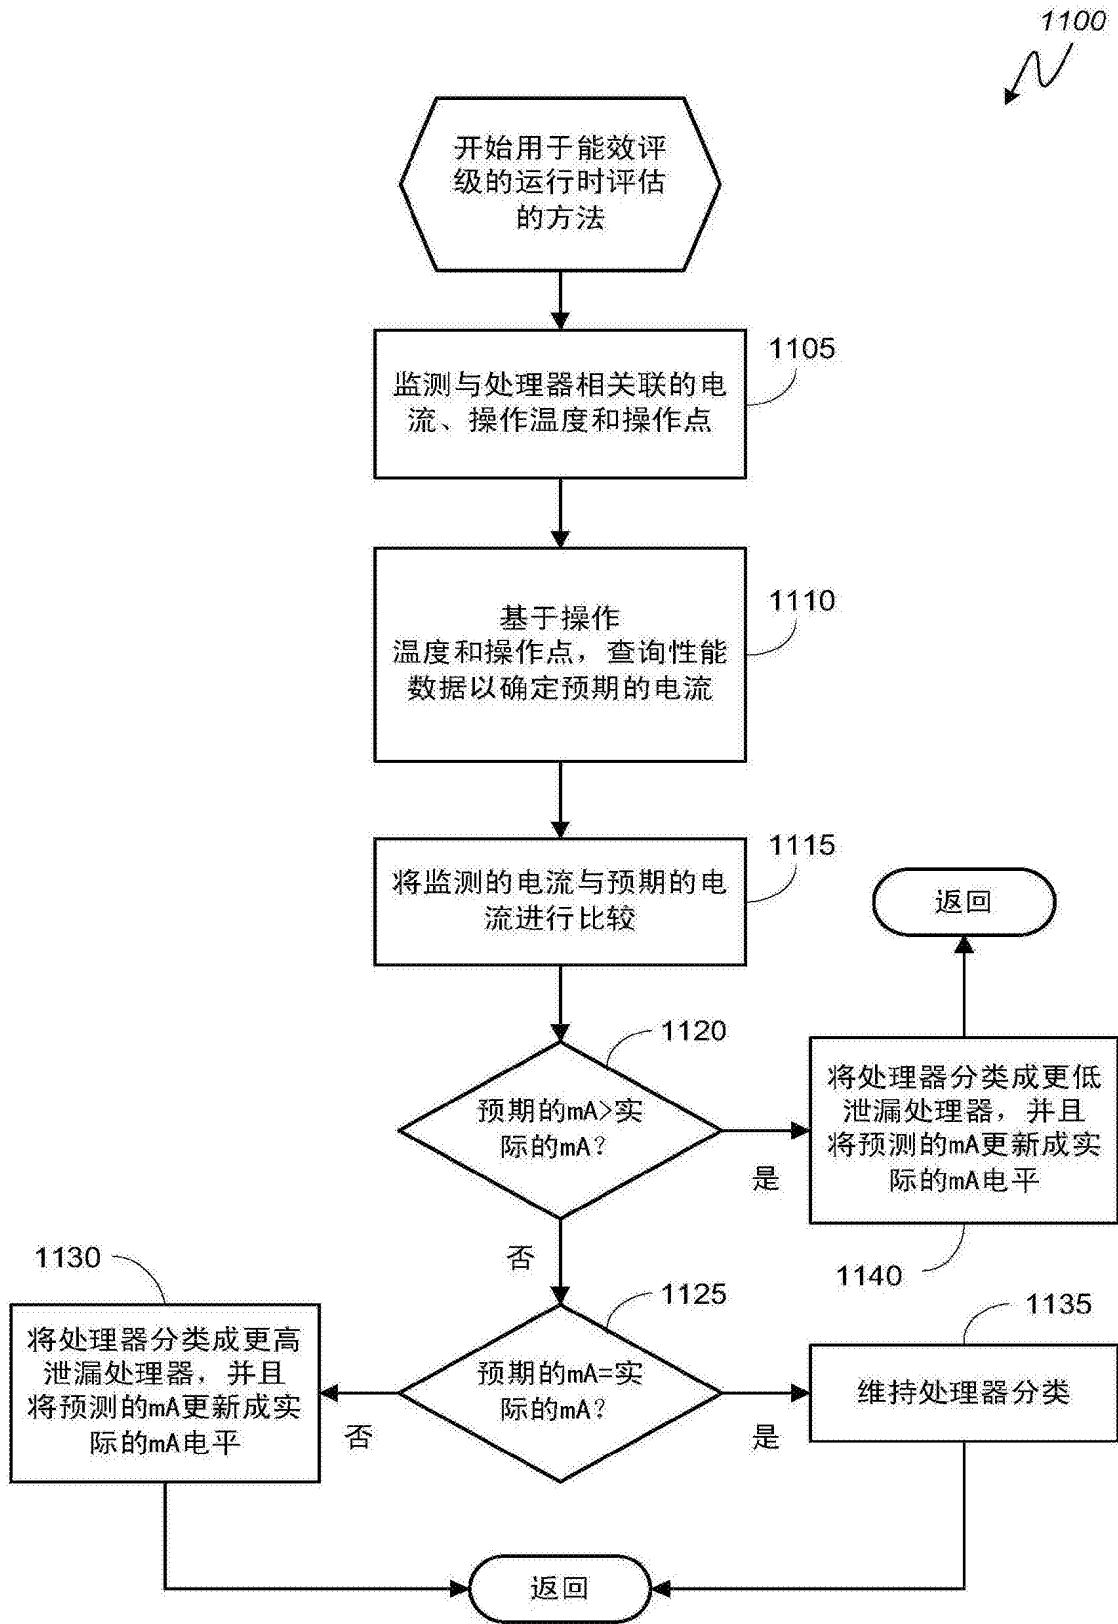 1100
开始用于能效评
级的运行时评估
的方法
1105
监测与处理器相关联的电
流、操作温度和操作点
1110
基于操作
温度和操作点，查询性能
数据以确定预期的电流
1115
将监测的电流与预期的电
流进行比较
返回
1120
预期的mA>实
际的mA？
是
将处理器分类成更低
泄漏处理器，并且
将预测的mA更新成实
际的mA电平
1140
否
1130
将处理器分类成更高
泄漏处理器，并且
将预测的mA更新成实
际的mA电平
否
1125
预期的mA=实
际的mA？
是
1135
维持处理器分类
返回